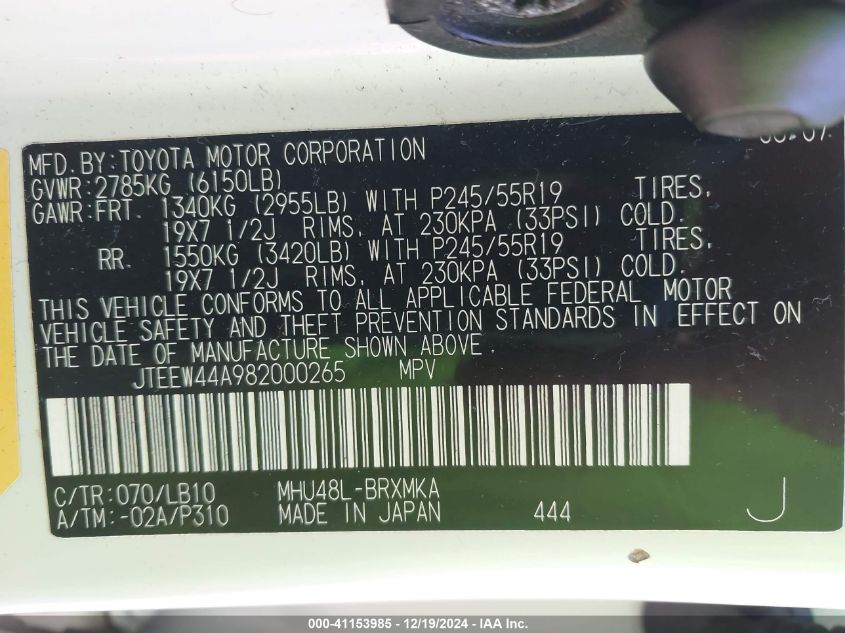 MFD. BY: TOYOTA MOTOR CORPORATION
GVWR: 2785KG (6150LB)
GAWR: FRT. 1340KG (2955LB) WITH P245/55R19 TIRES,
19X7 1/2J RIMS, AT 230KPA (33PSI) COLD.
RR. 1550KG (3420LB) WITH P245/55R19 TIRES,
19X7 1/2J RIMS, AT 230KPA (33PSI) COLD.
THIS VEHICLE CONFORMS TO ALL APPLICABLE FEDERAL MOTOR
VEHICLE SAFETY AND THEFT PREVENTION STANDARDS IN EFFECT ON
THE DATE OF MANUFACTURE SHOWN ABOVE.
JTEEW44A982000265 MPV
C/TR: 070/LB10 MHU48L-BRXMKA
A/TM: -02A/P310 MADE IN JAPAN 444 J
000-41153985 - 12/19/2024 - IAA Inc.